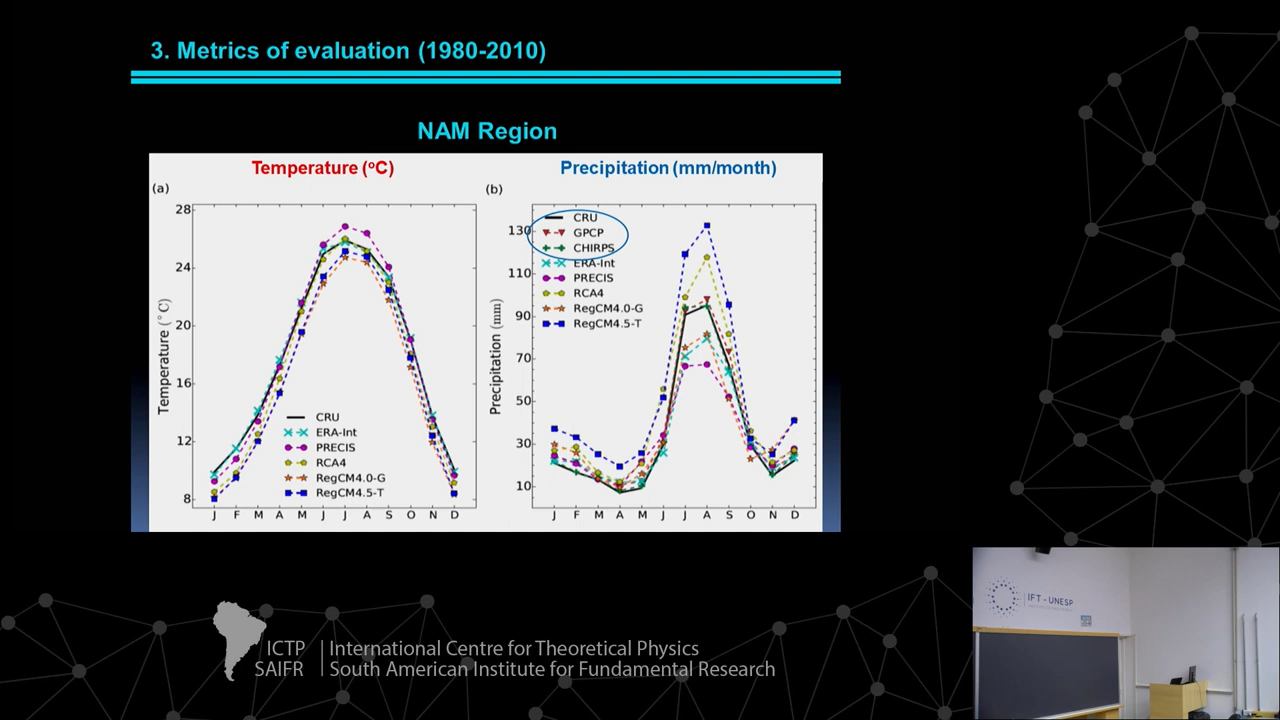 3. Metrics of evaluation (1980-2010)
NAM Region
Temperature (ºC)
Precipitation (mm/month)
(a)
28
24
20
16
12
8
Temperature (°C)
CRU
ERA-Int
PRECIS
RCA4
RegCM4.0-G
RegCM4.5-T
J F M A M J J A S O N D
(b)
130
110
90
70
50
30
10
Precipitation (mm)
CRU
GPCP
CHIRPS
ERA-Int
PRECIS
RCA4
RegCM4.0-G
RegCM4.5-T
J F M A M J J A S O N D
IFT - UNESP
ICTP
SAIFR
International Centre for Theoretical Physics
South American Institute for Fundamental Research